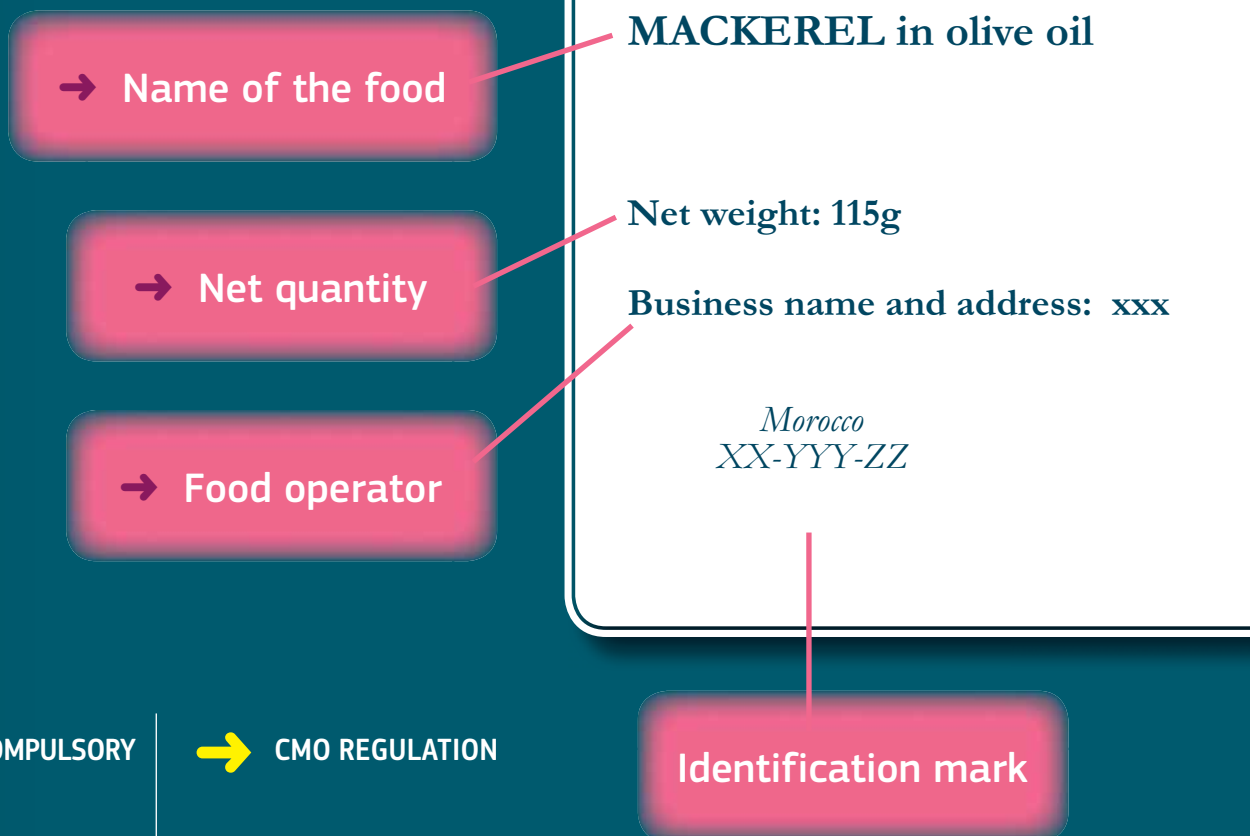 MACKEREL in olive oil
➔ Name of the food
Net weight: 115g
➔ Net quantity
Business name and address: xxx
Morocco
XX-YYY-ZZ
➔ Food operator
OMPULSORY
➔ CMO REGULATION
Identification mark